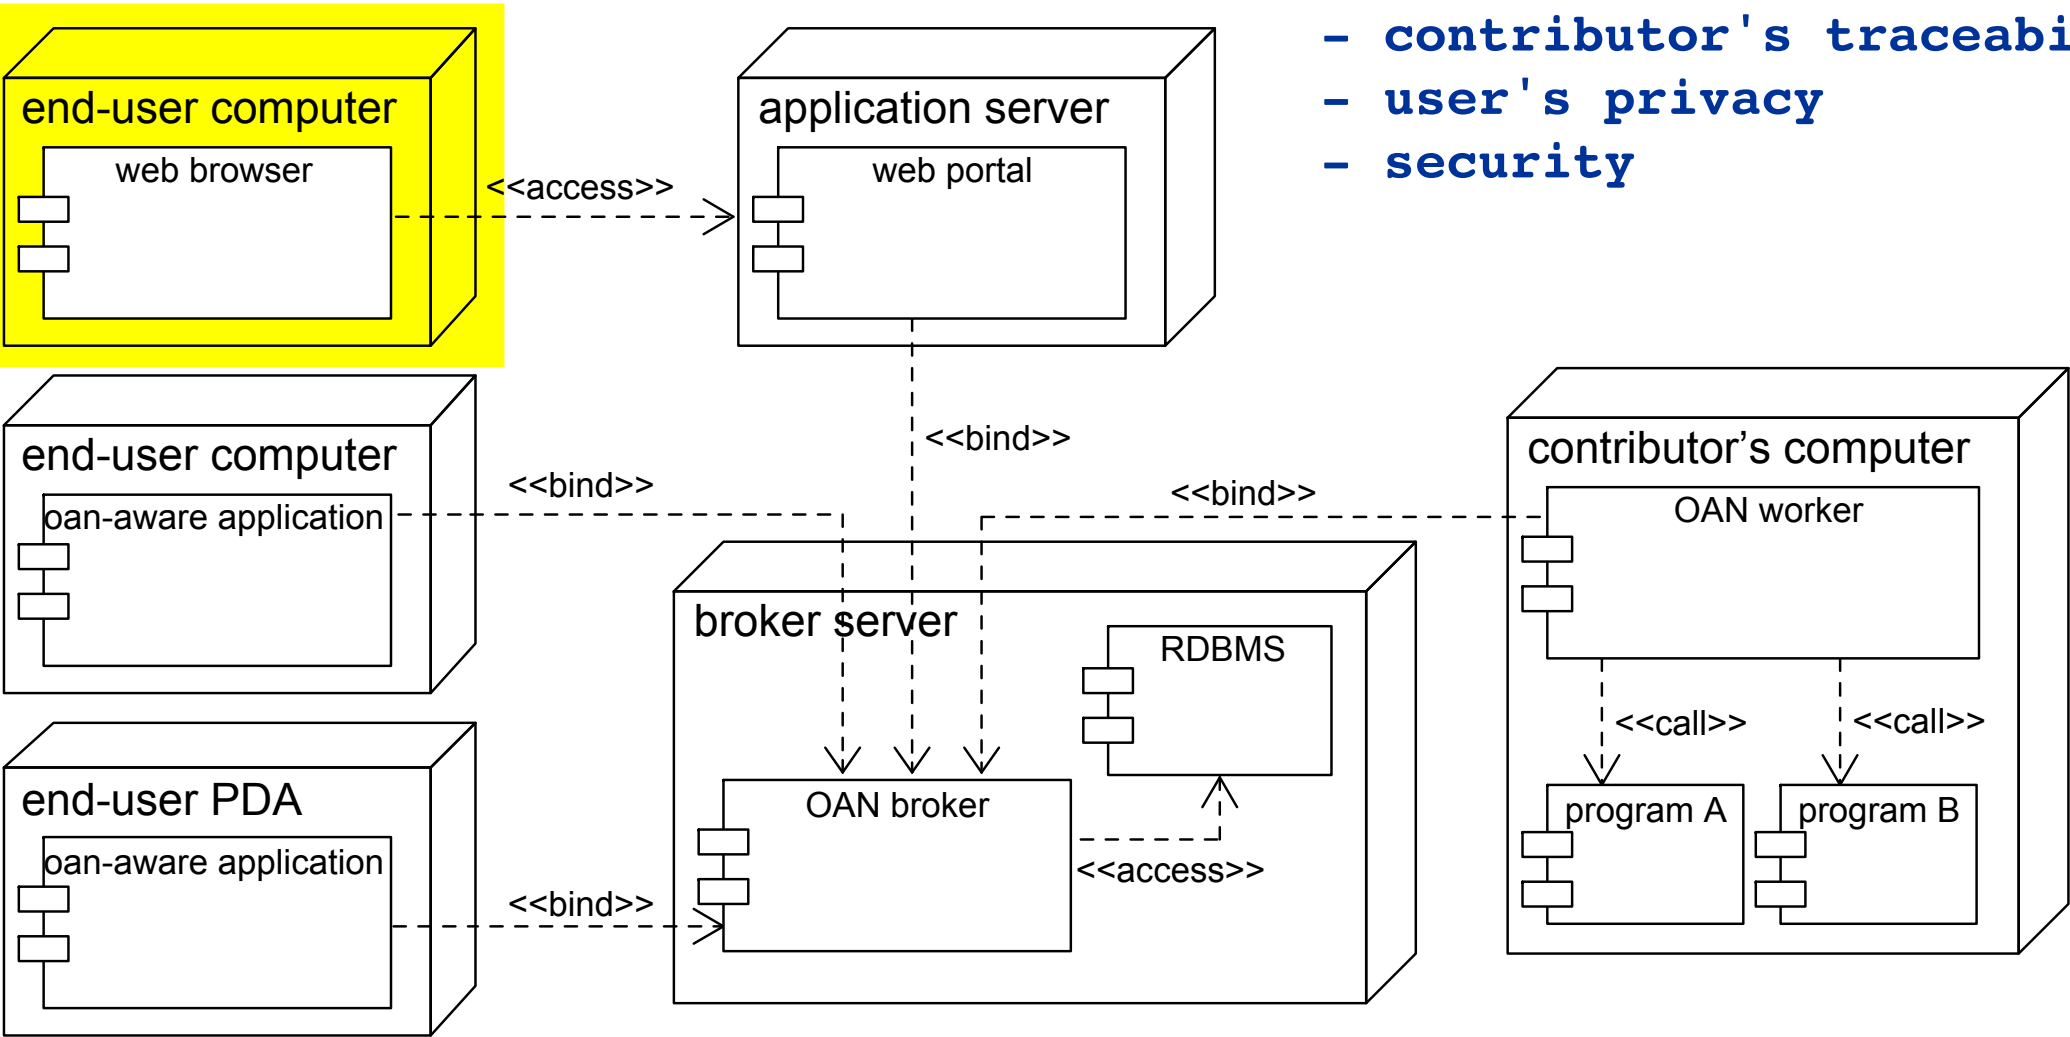 - contributor's traceabi
- user's privacy
- security
end-user computer
web browser
<<access>>
application server
web portal
end-user computer
oan-aware application
<<bind>>
<<bind>>
<<bind>>
contributor’s computer
OAN worker
<<call>>
<<call>>
program A
program B
broker server
RDBMS
OAN broker
<<access>>
end-user PDA
oan-aware application
<<bind>>